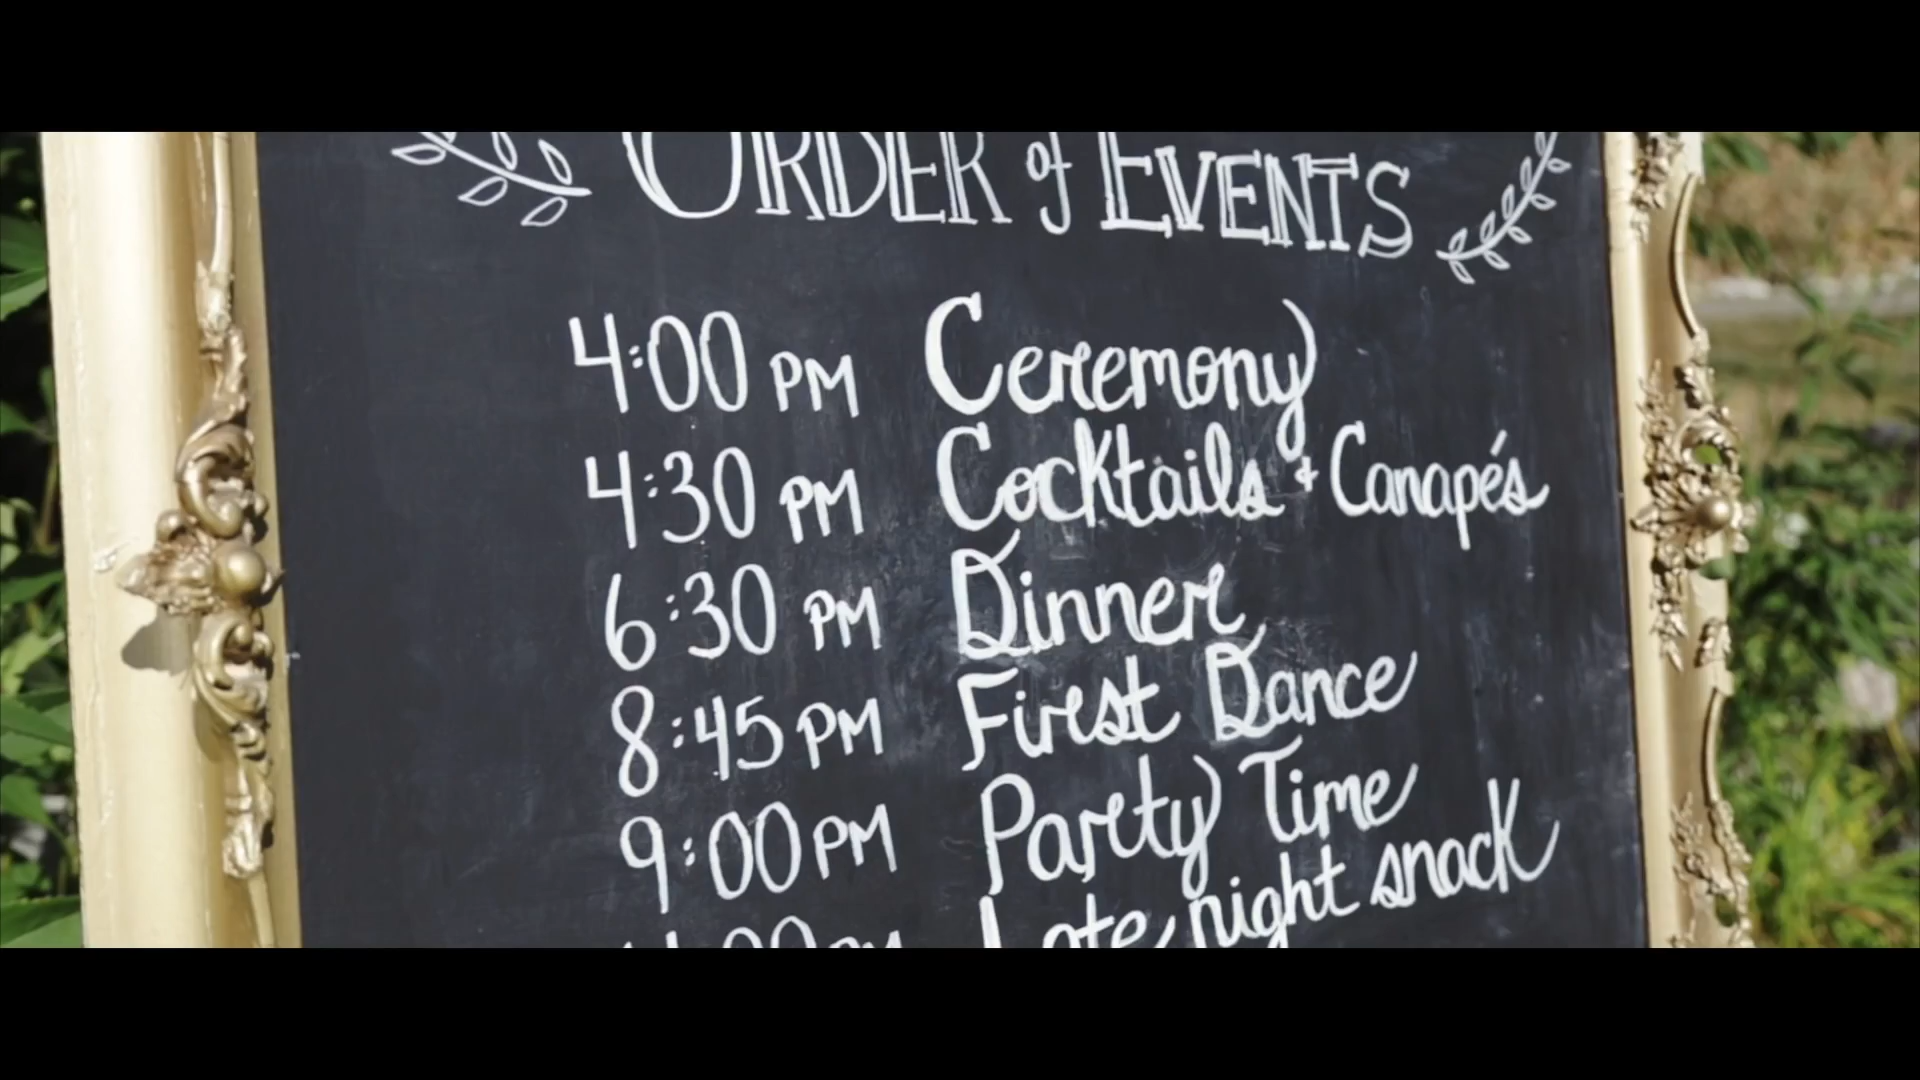 ORDER of EVENTS
4:00 PM Ceremony
4:30 PM Cocktails + Canapés
6:30 PM Dinner
8:45 PM First Dance
9:00 PM Party Time
Late night snack